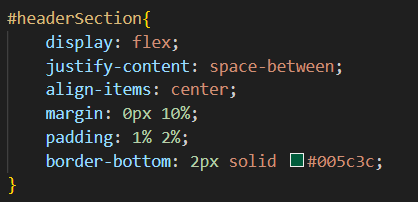 #headerSection{
    display: flex;
    justify-content: space-between;
    align-items: center;
    margin: 0px 10%;
    padding: 1% 2%;
    border-bottom: 2px solid #005c3c;
}